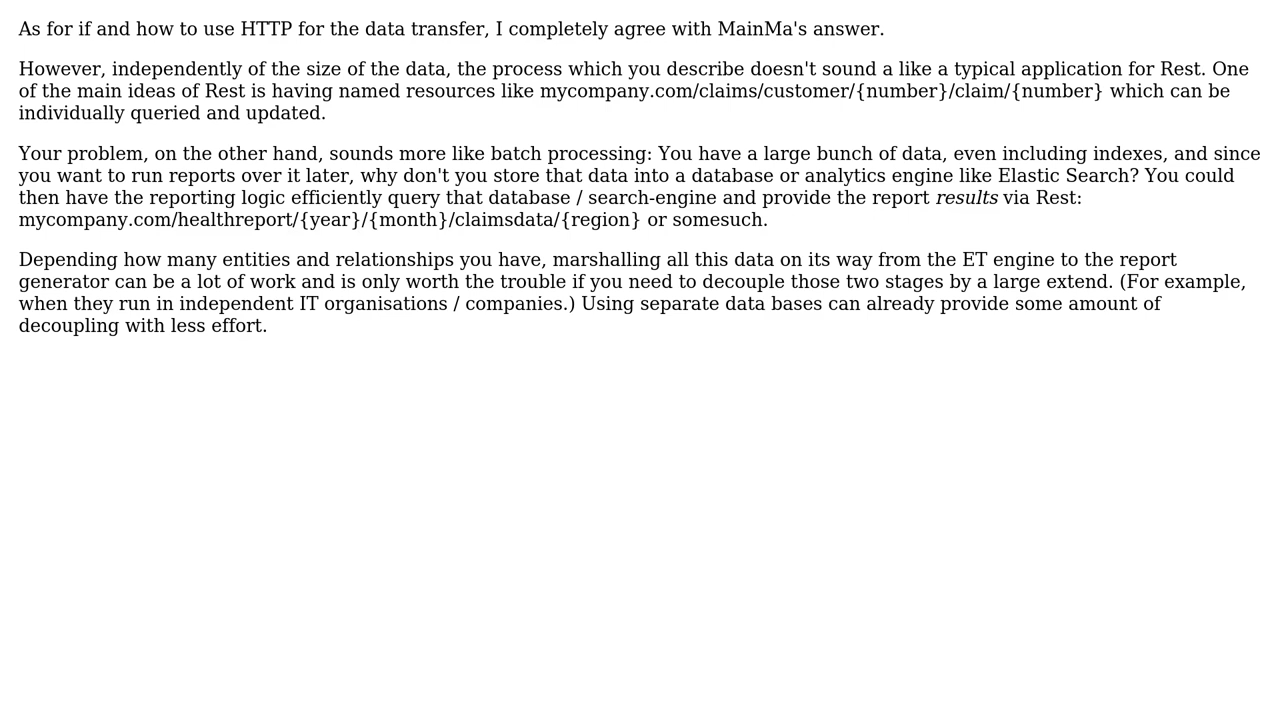 As for if and how to use HTTP for the data transfer, I completely agree with MainMa's answer.
However, independently of the size of the data, the process which you describe doesn't sound a like a typical application for Rest. One
of the main ideas of Rest is having named resources like mycompany.com/claims/customer/{number}/claim/{number} which can be
individually queried and updated.
Your problem, on the other hand, sounds more like batch processing: You have a large bunch of data, even including indexes, and since
you want to run reports over it later, why don't you store that data into a database or analytics engine like Elastic Search? You could
then have the reporting logic efficiently query that database / search-engine and provide the report results via Rest:
mycompany.com/healthreport/{year}/{month}/claimsdata/{region} or somesuch.
Depending how many entities and relationships you have, marshalling all this data on its way from the ET engine to the report
generator can be a lot of work and is only worth the trouble if you need to decouple those two stages by a large extend. (For example,
when they run in independent IT organisations / companies.) Using separate data bases can already provide some amount of
decoupling with less effort.